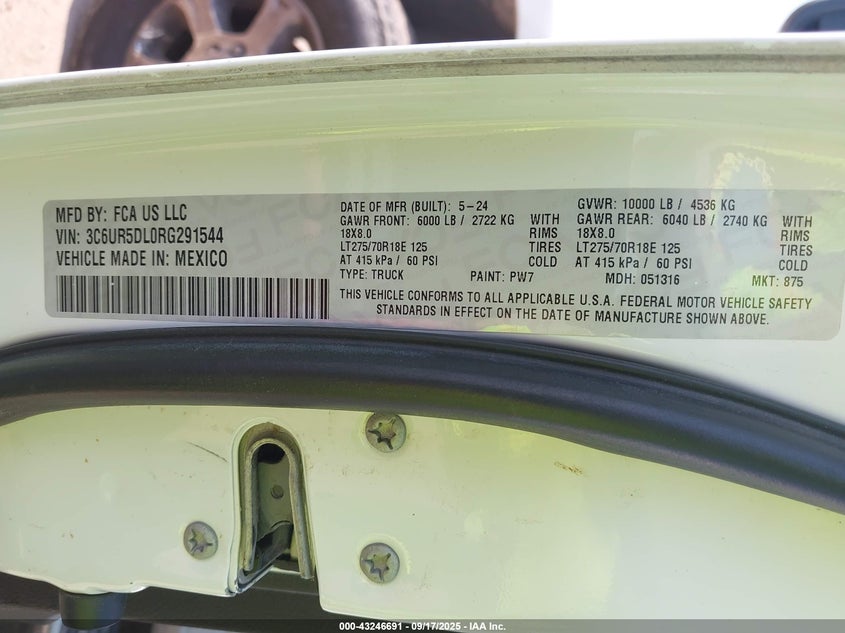 MFD BY: FCA US LLC
VIN: 3C6UR5DL0RG291544
VEHICLE MADE IN: MEXICO
DATE OF MFR (BUILT): 5-24
GAWR FRONT: 6000 LB / 2722 KG WITH
18X8.0 RIMS
LT275/70R18E 125 TIRES
AT 415 kPa / 60 PSI COLD
TYPE: TRUCK PAINT: PW7
GVWR: 10000 LB / 4536 KG
GAWR REAR: 6040 LB / 2740 KG WITH
18X8.0 RIMS
LT275/70R18E 125 TIRES
AT 415 kPa / 60 PSI COLD
MDH: 051316 MKT: 875
THIS VEHICLE CONFORMS TO ALL APPLICABLE U.S.A. FEDERAL MOTOR VEHICLE SAFETY
STANDARDS IN EFFECT ON THE DATE OF MANUFACTURE SHOWN ABOVE.
000-43246691 - 09/17/2025 - IAA Inc.